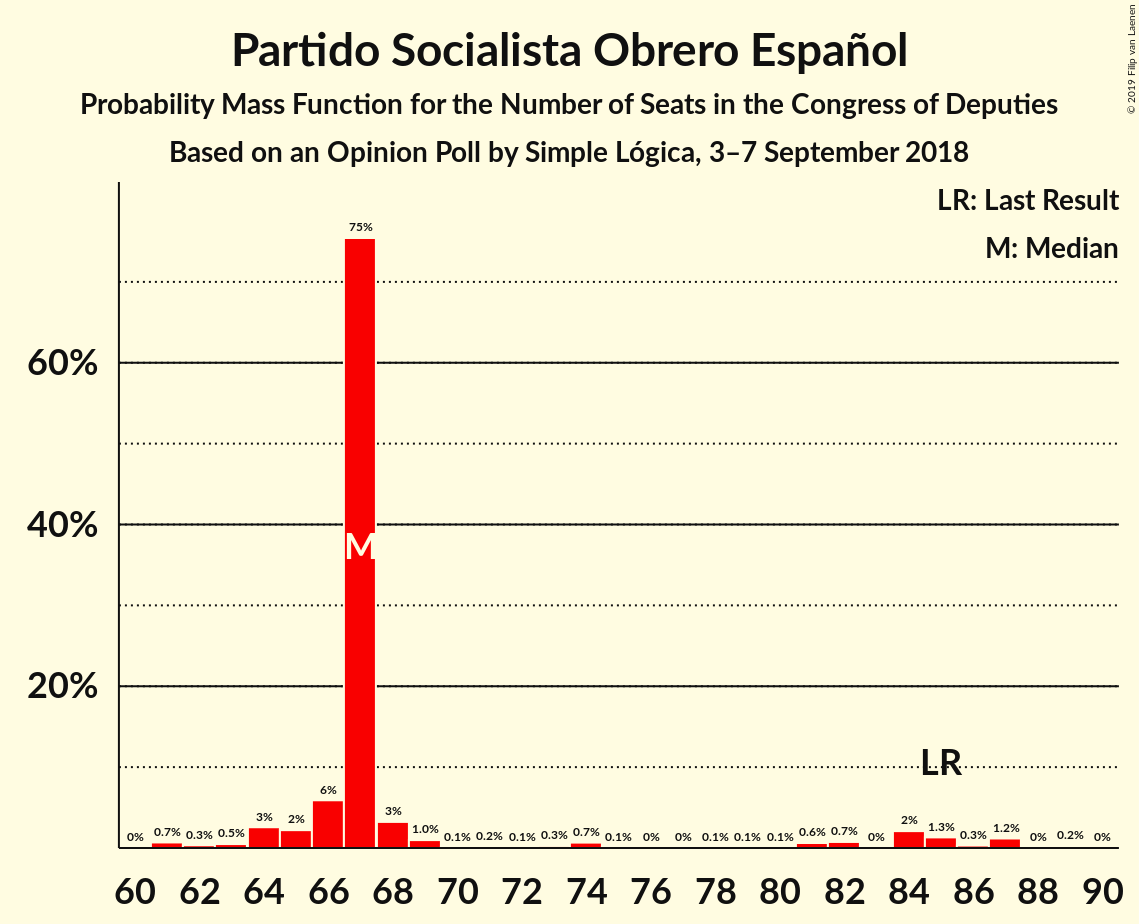 Partido Socialista Obrero Español
Probability Mass Function for the Number of Seats in the Congress of Deputies
Based on an Opinion Poll by Simple Lógica, 3–7 September 2018
© 2019 Filip van Laenen
LR: Last Result
M: Median
60%
40%
20%
0% 0.7% 0.3% 0.5% 3% 2% 6% 75% 3% 1.0% 0.1% 0.2% 0.1% 0.3% 0.7% 0.1% 0% 0% 0.1% 0.1% 0.1% 0.6% 0.7% 0% 2% 1.3% 0.3% 1.2% 0% 0.2% 0%
M
LR
60 62 64 66 68 70 72 74 76 78 80 82 84 86 88 90